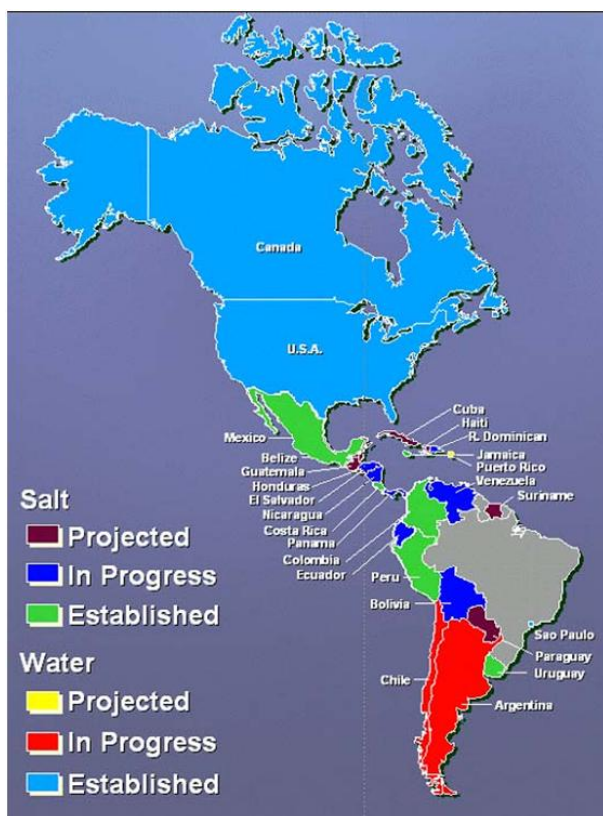 Canada
U.S.A.
Cuba
Haiti
R. Dominican
Mexico
Jamaica
Belize
Puerto Rico
Guatemala
Venezuela
Honduras
Suriname
El Salvador
Nicaragua
Costa Rica
Panama
Colombia
Ecuador
Peru
Bolivia
Sao Paulo
Paraguay
Uruguay
Chile
Argentina
Salt
Projected
In Progress
Established
Water
Projected
In Progress
Established